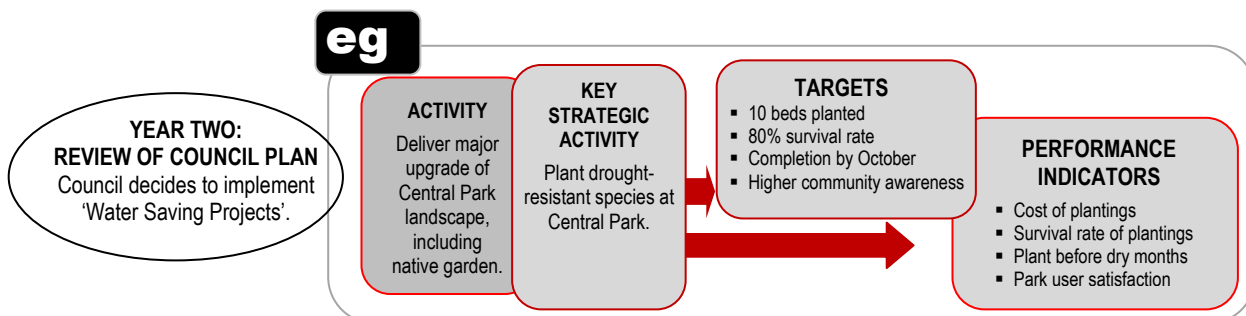 eg
YEAR TWO:
REVIEW OF COUNCIL PLAN
Council decides to implement
‘Water Saving Projects’.
ACTIVITY
Deliver major
upgrade of
Central Park
landscape,
including
native garden.
KEY
STRATEGIC
ACTIVITY
Plant drought-
resistant species at
Central Park.
TARGETS
▪ 10 beds planted
▪ 80% survival rate
▪ Completion by October
▪ Higher community awareness
PERFORMANCE
INDICATORS
▪ Cost of plantings
▪ Survival rate of plantings
▪ Plant before dry months
▪ Park user satisfaction